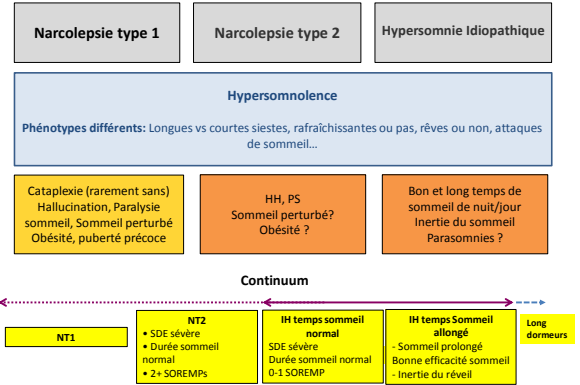 Narcolepsie type 1
Narcolepsie type 2
Hypersomnie Idiopathique
Hypersomnolence
Phénotypes différents: Longues vs courtes siestes, rafraîchissantes ou pas, rêves ou non, attaques
de sommeil…
Cataplexie (rarement sans)
Hallucination, Paralysie
sommeil, Sommeil perturbé
Obésité, puberté précoce
HH, PS
Sommeil perturbé?
Obésité ?
Bon et long temps de
sommeil de nuit/jour
Inertie du sommeil
Parasomnies ?
Continuum
NT1
NT2
• SDE sévère
• Durée sommeil
normal
• 2+ SOREMPs
IH temps sommeil
normal
SDE sévère
Durée sommeil normal
0-1 SOREMP
IH temps Sommeil
allongé
- Sommeil prolongé
Bonne efficacité sommeil
- Inertie du réveil
Long
dormeurs